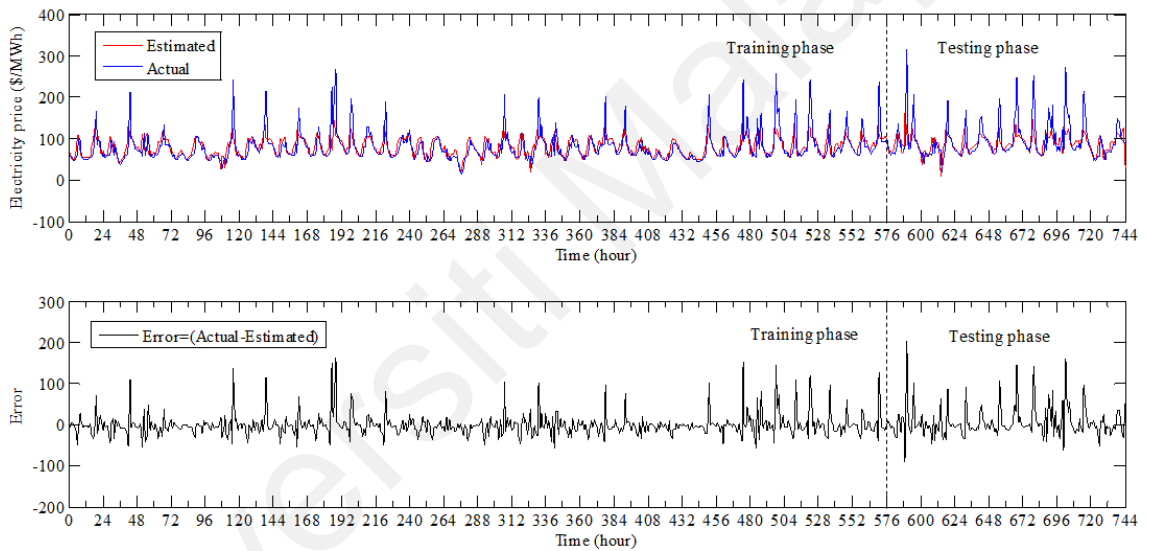 400
300
200
100
0
-100
Electricity price ($/MWh)
Estimated
Actual
Training phase
Testing phase
0 24 48 72 96 120 144 168 192 216 240 264 288 312 336 360 384 408 432 456 480 504 528 552 576 600 624 648 672 696 720 744
Time (hour)
300
200
100
0
-100
-200
Error
Error=(Actual-Estimated)
Training phase
Testing phase
0 24 48 72 96 120 144 168 192 216 240 264 288 312 336 360 384 408 432 456 480 504 528 552 576 600 624 648 672 696 720 744
Time (hour)
versiti Mala